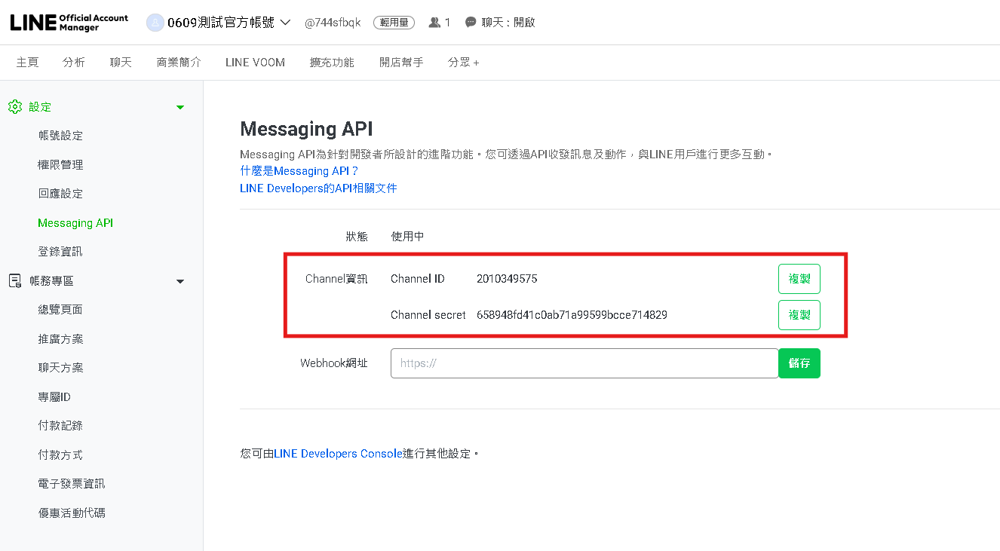 LINE Official Account Manager 0609測試官方帳號 @744sfbqk 輕用量 1 聊天：開啟
主頁 分析 聊天 商業簡介 LINE VOOM 擴充功能 開店幫手 分眾+
設定
帳號設定
權限管理
回應設定
Messaging API
登錄資訊
帳務專區
總覽頁面
推廣方案
聊天方案
專屬ID
付款記錄
付款方式
電子發票資訊
優惠活動代碼
Messaging API
Messaging API為針對開發者所設計的進階功能。您可透過API收發訊息及動作，與LINE用戶進行更多互動。
什麼是Messaging API？
LINE Developers的API相關文件
狀態 使用中
Channel資訊 Channel ID 2010349575 複製
Channel secret 658948fd41c0ab71a99599bcce714829 複製
Webhook網址 https:// 儲存
您可由LINE Developers Console進行其他設定。